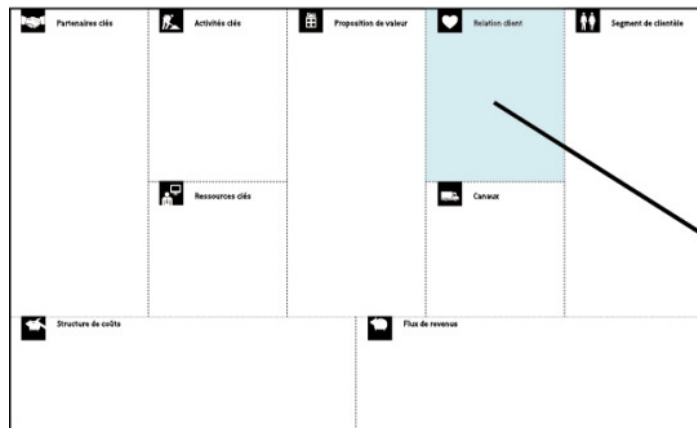 Partenaires clés
Activités clés
Proposition de valeur
Relation client
Segment de clientèle
Ressources clés
Canaux
Structure de coûts
Flux de revenus